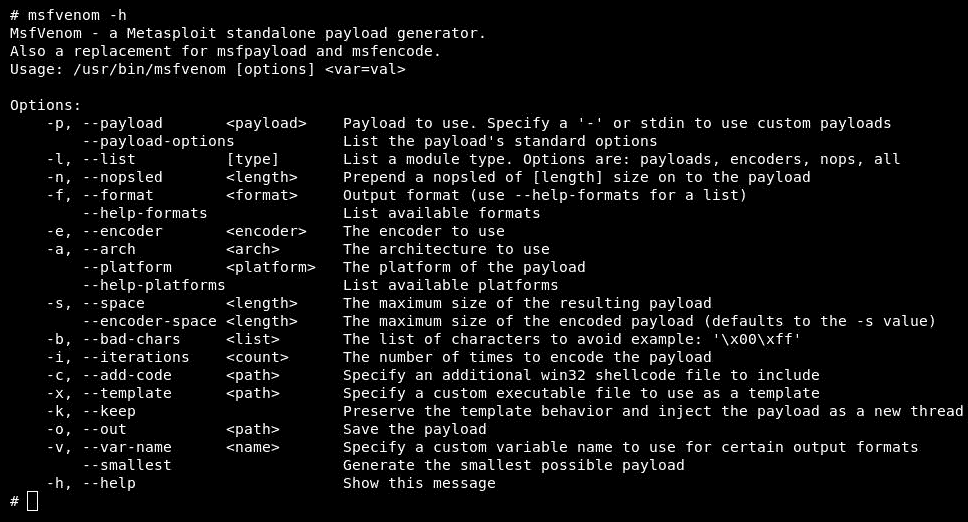 # msfvenom -h
MsfVenom - a Metasploit standalone payload generator.
Also a replacement for msfpayload and msfencode.
Usage: /usr/bin/msfvenom [options] <var=val>

Options:
    -p, --payload       <payload>    Payload to use. Specify a '-' or stdin to use custom payloads
        --payload-options            List the payload's standard options
    -l, --list          [type]       List a module type. Options are: payloads, encoders, nops, all
    -n, --nopsled       <length>     Prepend a nopsled of [length] size on to the payload
    -f, --format        <format>     Output format (use --help-formats for a list)
        --help-formats               List available formats
    -e, --encoder       <encoder>    The encoder to use
    -a, --arch          <arch>       The architecture to use
        --platform      <platform>   The platform of the payload
        --help-platforms             List available platforms
    -s, --space         <length>     The maximum size of the resulting payload
        --encoder-space <length>     The maximum size of the encoded payload (defaults to the -s value)
    -b, --bad-chars     <list>       The list of characters to avoid example: '\x00\xff'
    -i, --iterations    <count>      The number of times to encode the payload
    -c, --add-code      <path>       Specify an additional win32 shellcode file to include
    -x, --template      <path>       Specify a custom executable file to use as a template
    -k, --keep                       Preserve the template behavior and inject the payload as a new thread
    -o, --out           <path>       Save the payload
    -v, --var-name      <name>       Specify a custom variable name to use for certain output formats
        --smallest                   Generate the smallest possible payload
    -h, --help                       Show this message
#